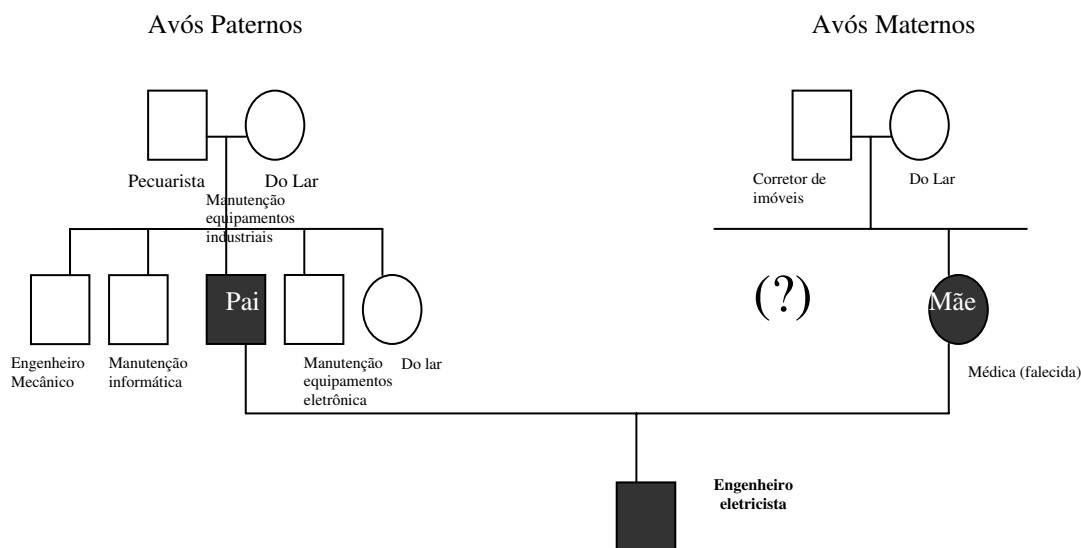 Avós Paternos
Avós Maternos
Pecuarista
Do Lar
Corretor de
imóveis
Do Lar
Manutenção
equipamentos
industriais
Pai
(?)
Mãe
Engenheiro
Mecânico
Manutenção
informática
Manutenção
equipamentos
eletrônica
Do lar
Médica (falecida)
Engenheiro
eletricista